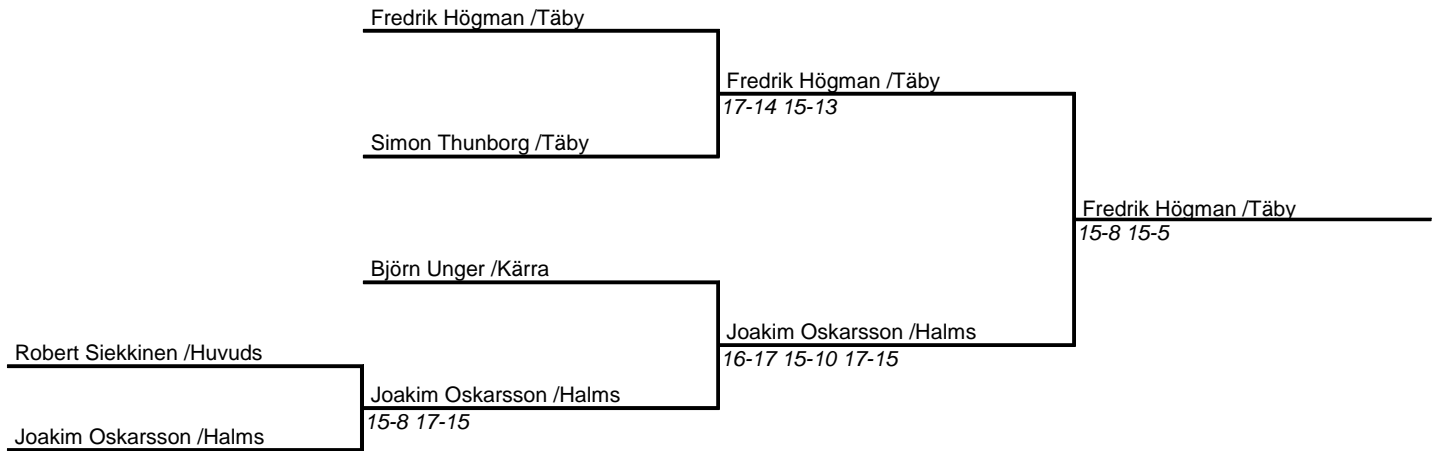 Fredrik Högman /Täby
Fredrik Högman /Täby
17-14 15-13
Simon Thunborg /Täby
Fredrik Högman /Täby
15-8 15-5
Björn Unger /Kärra
Joakim Oskarsson /Halms
16-17 15-10 17-15
Robert Siekkinen /Huvuds
Joakim Oskarsson /Halms
15-8 17-15
Joakim Oskarsson /Halms